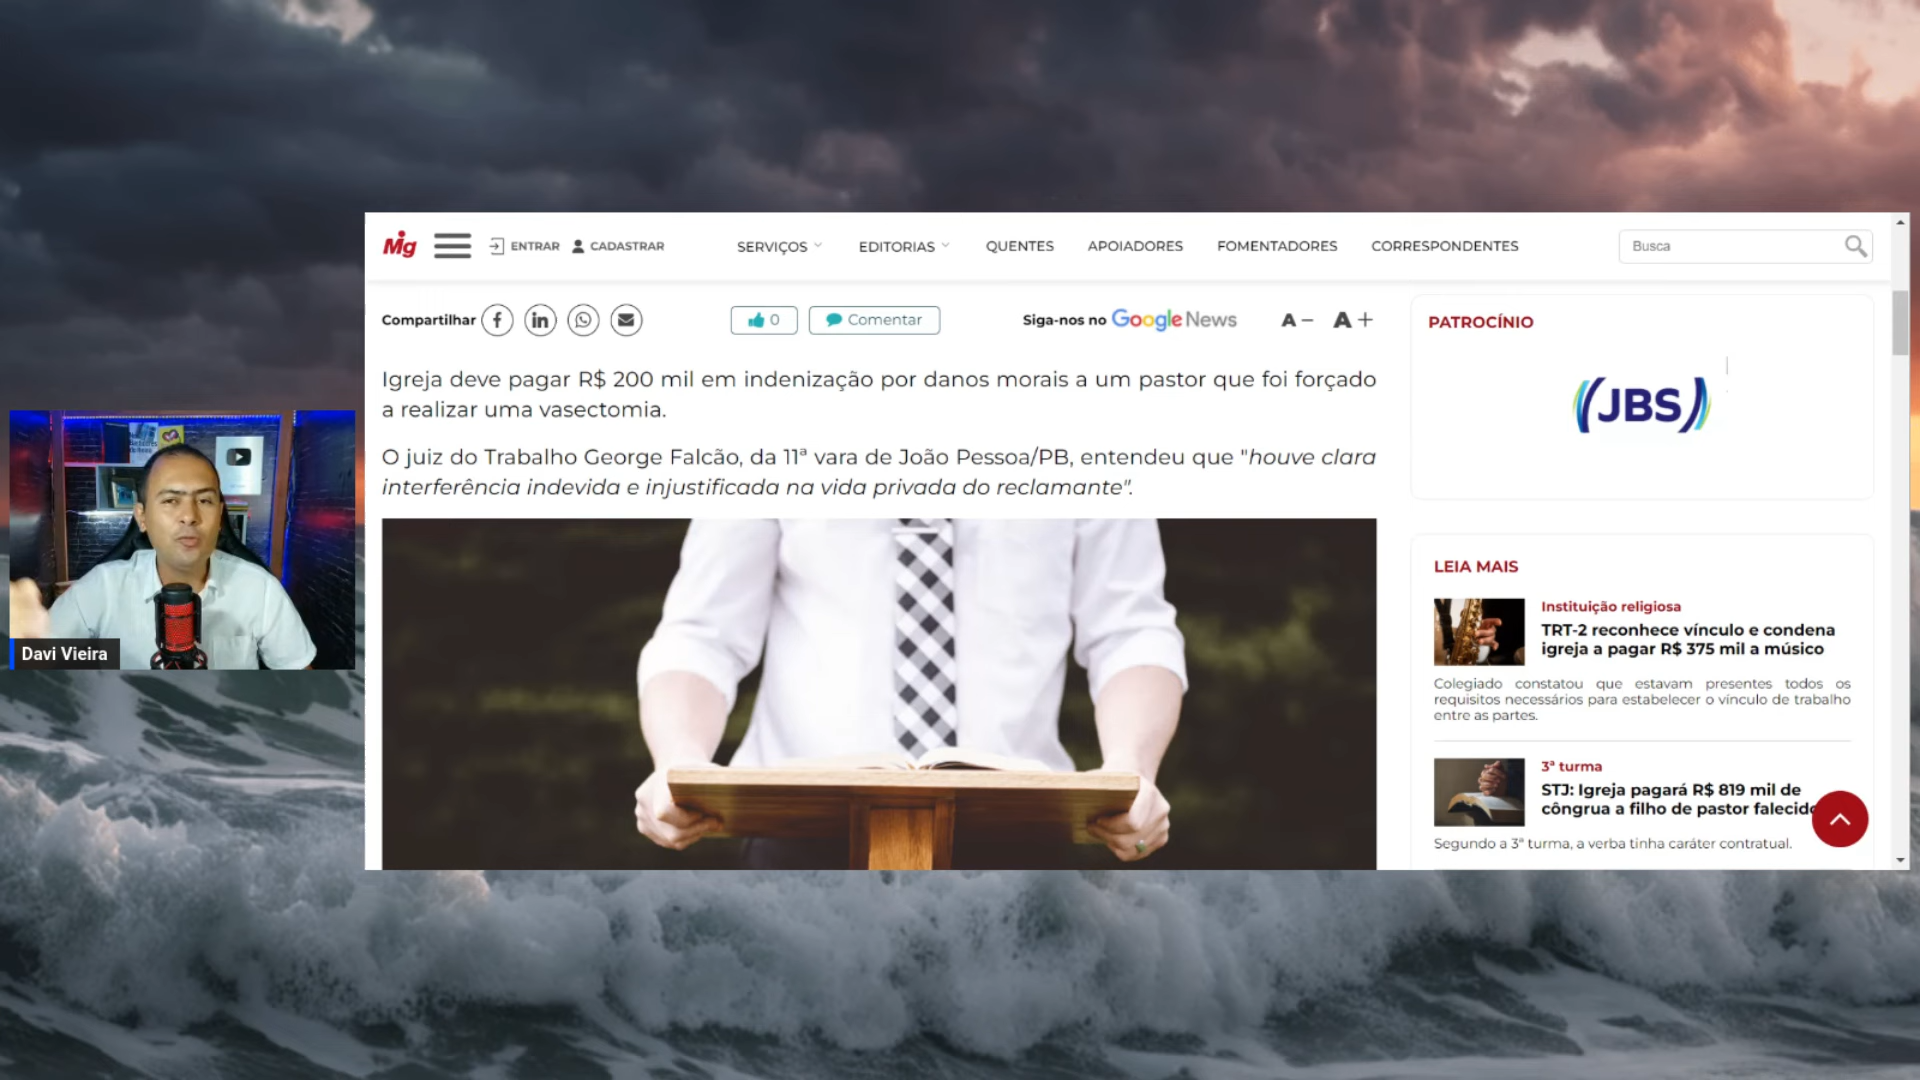 Mig
ENTRAR CADASTRAR SERVIÇOS EDITORIAS QUENTES APOIADORES FOMENTADORES CORRESPONDENTES Busca
Compartilhar 0 Comentar Siga-nos no Google News A- A+
Igreja deve pagar R$ 200 mil em indenização por danos morais a um pastor que foi forçado
a realizar uma vasectomia.
O juiz do Trabalho George Falcão, da 11ª vara de João Pessoa/PB, entendeu que "houve clara
interferência indevida e injustificada na vida privada do reclamante".
PATROCÍNIO
JBS
LEIA MAIS
Instituição religiosa
TRT-2 reconhece vínculo e condena
igreja a pagar R$ 375 mil a músico
Colegiado constatou que estavam presentes todos os
requisitos necessários para estabelecer o vínculo de trabalho
entre as partes.
3ª turma
STJ: Igreja pagará R$ 819 mil de
côngrua a filho de pastor falecido
Segundo a 3ª turma, a verba tinha caráter contratual.
Davi Vieira